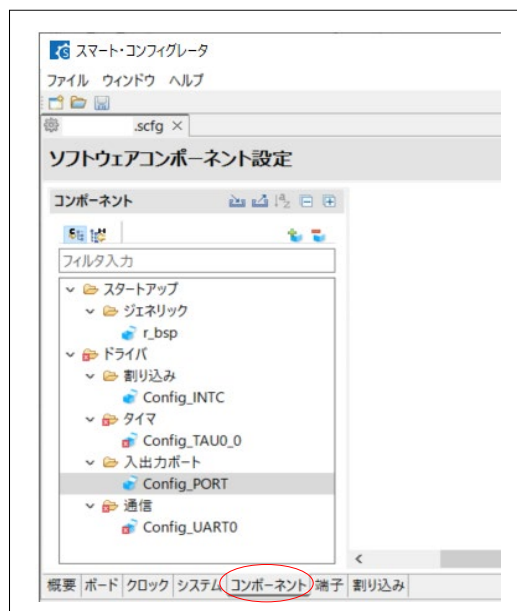 スマート・コンフィグレータ
ファイル ウィンドウ ヘルプ
.scfg
ソフトウェアコンポーネント設定
コンポーネント
フィルタ入力
スタートアップ
ジェネリック
r_bsp
ドライバ
割り込み
Config_INTC
タイマ
Config_TAU0_0
入出力ポート
Config_PORT
通信
Config_UART0
概要 ボード クロック システム コンポーネント 端子 割り込み